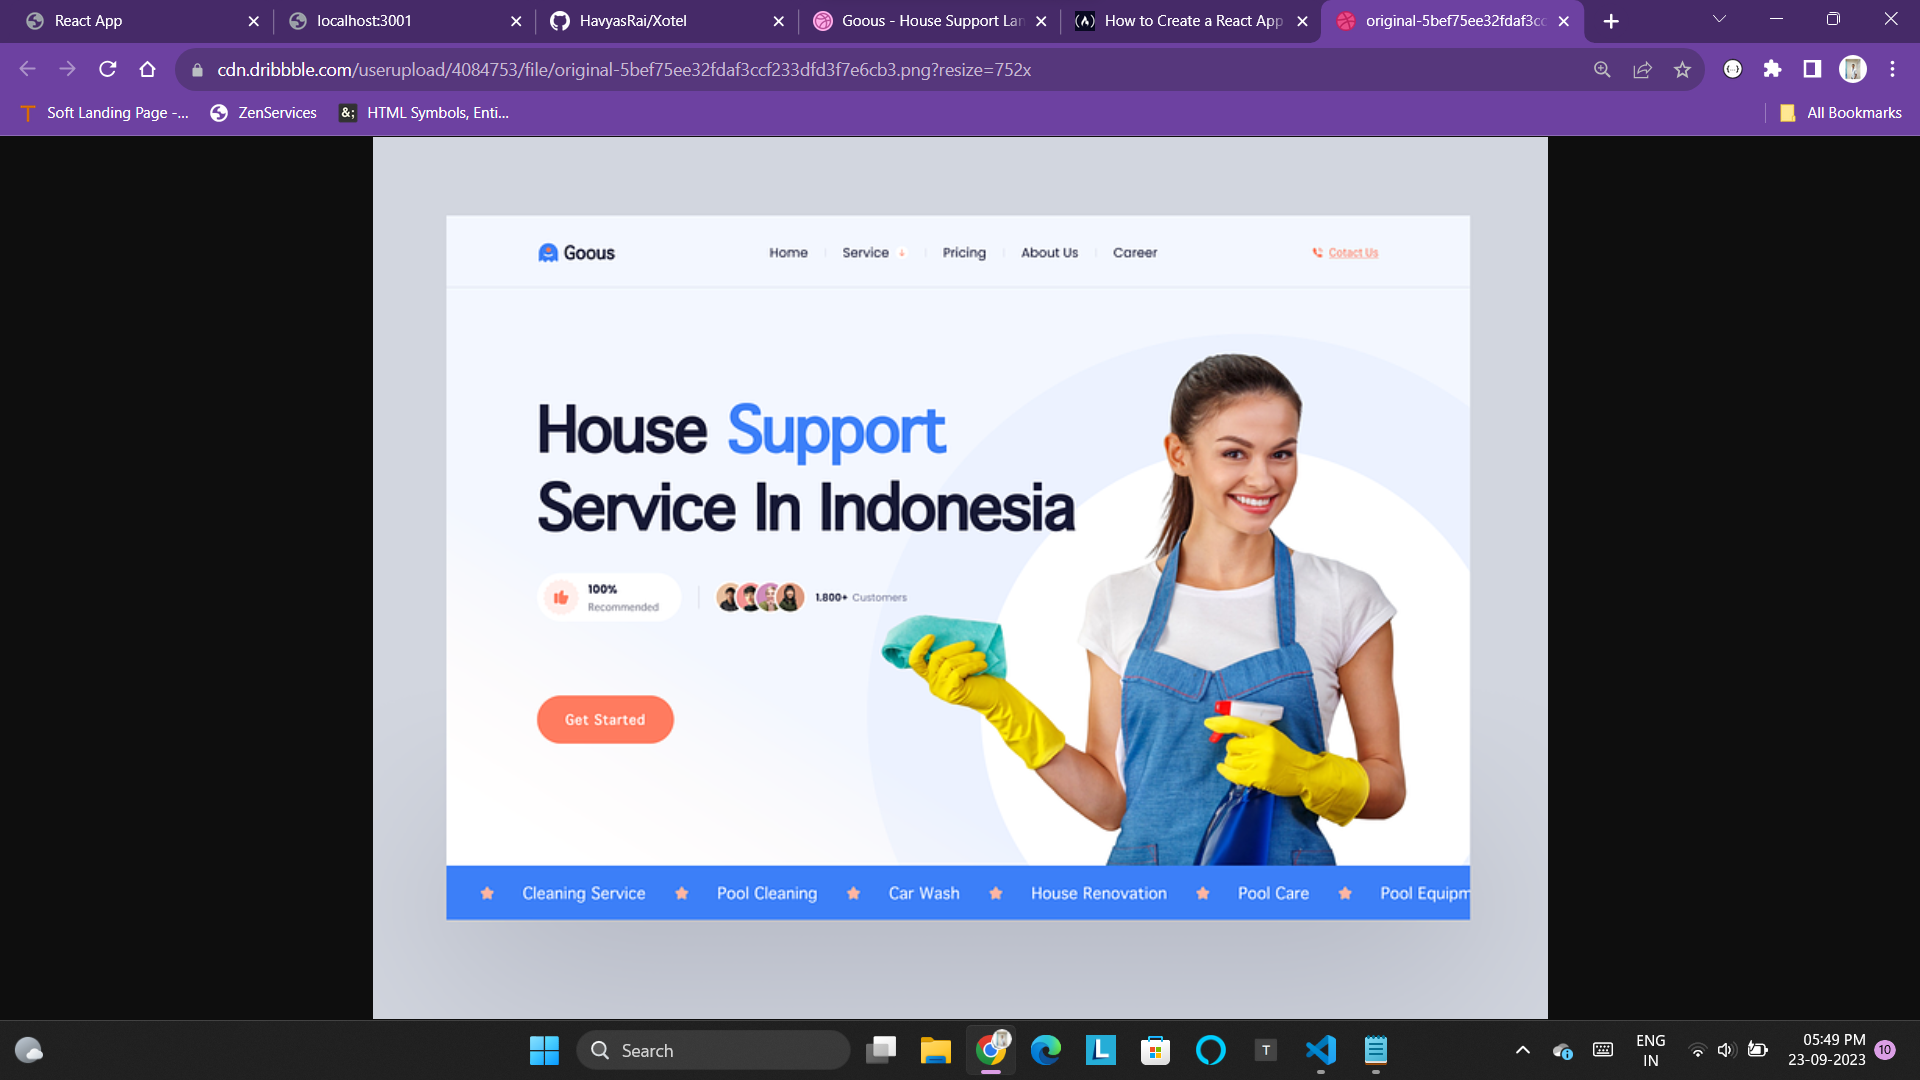 React App
localhost:3001
HavyasRai/Xotel
Goous - House Support Lan
How to Create a React App
original-5bef75ee32fdaf3cc
cdn.dribbble.com/userupload/4084753/file/original-5bef75ee32fdaf3ccf233dfd3f7e6cb3.png?resize=752x
Soft Landing Page -...
ZenServices
&;
HTML Symbols, Enti...
All Bookmarks
Goous
Home
Service
Pricing
About Us
Career
Cotact Us
House Support
Service In Indonesia
100%
Recommended
1.800+ Customers
Get Started
Cleaning Service
Pool Cleaning
Car Wash
House Renovation
Pool Care
Pool Equipm
Search
L
T
ENG
IN
05:49 PM
23-09-2023
10